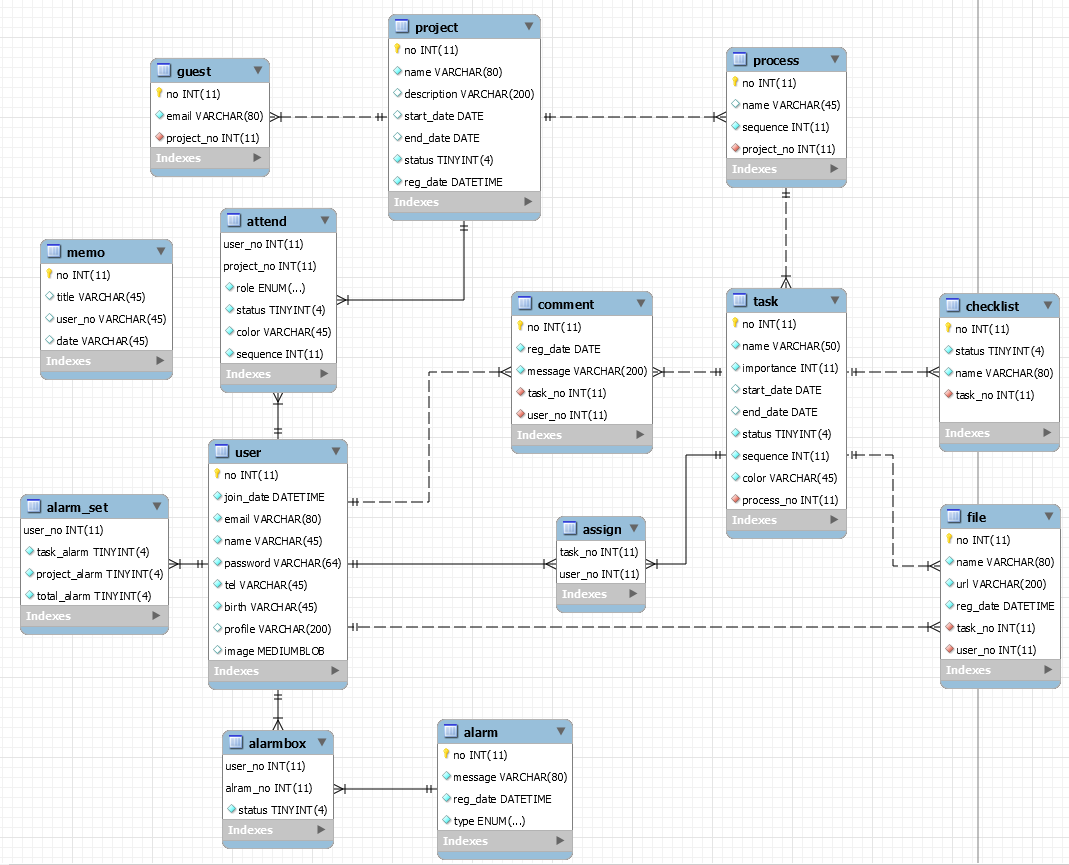 project
no INT(11)
name VARCHAR(80)
description VARCHAR(200)
start_date DATE
end_date DATE
status TINYINT(4)
reg_date DATETIME
Indexes
guest
no INT(11)
email VARCHAR(80)
project_no INT(11)
Indexes
process
no INT(11)
name VARCHAR(45)
sequence INT(11)
project_no INT(11)
Indexes
attend
user_no INT(11)
project_no INT(11)
role ENUM(...)
status TINYINT(4)
color VARCHAR(45)
sequence INT(11)
Indexes
memo
no INT(11)
title VARCHAR(45)
user_no VARCHAR(45)
date VARCHAR(45)
Indexes
comment
no INT(11)
reg_date DATE
message VARCHAR(200)
task_no INT(11)
user_no INT(11)
Indexes
task
no INT(11)
name VARCHAR(50)
importance INT(11)
start_date DATE
end_date DATE
status TINYINT(4)
sequence INT(11)
color VARCHAR(45)
process_no INT(11)
Indexes
checklist
no INT(11)
status TINYINT(4)
name VARCHAR(80)
task_no INT(11)
Indexes
user
no INT(11)
join_date DATETIME
email VARCHAR(80)
name VARCHAR(45)
password VARCHAR(64)
tel VARCHAR(45)
birth VARCHAR(45)
profile VARCHAR(200)
image MEDIUMBLOB
Indexes
alarm_set
user_no INT(11)
task_alarm TINYINT(4)
project_alarm TINYINT(4)
total_alarm TINYINT(4)
Indexes
assign
task_no INT(11)
user_no INT(11)
Indexes
file
no INT(11)
name VARCHAR(80)
url VARCHAR(200)
reg_date DATETIME
task_no INT(11)
user_no INT(11)
Indexes
alarmbox
user_no INT(11)
alram_no INT(11)
status TINYINT(4)
Indexes
alarm
no INT(11)
message VARCHAR(80)
reg_date DATETIME
type ENUM(...)
Indexes